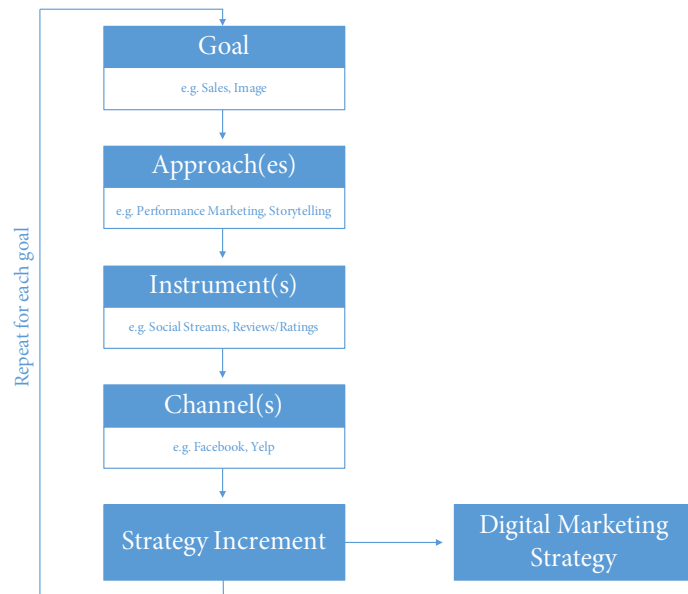 Goal
e.g. Sales, Image
Approach(es)
e.g. Performance Marketing, Storytelling
Instrument(s)
e.g. Social Streams, Reviews/Ratings
Channel(s)
e.g. Facebook, Yelp
Strategy Increment
Digital Marketing
Strategy
Repeat for each goal